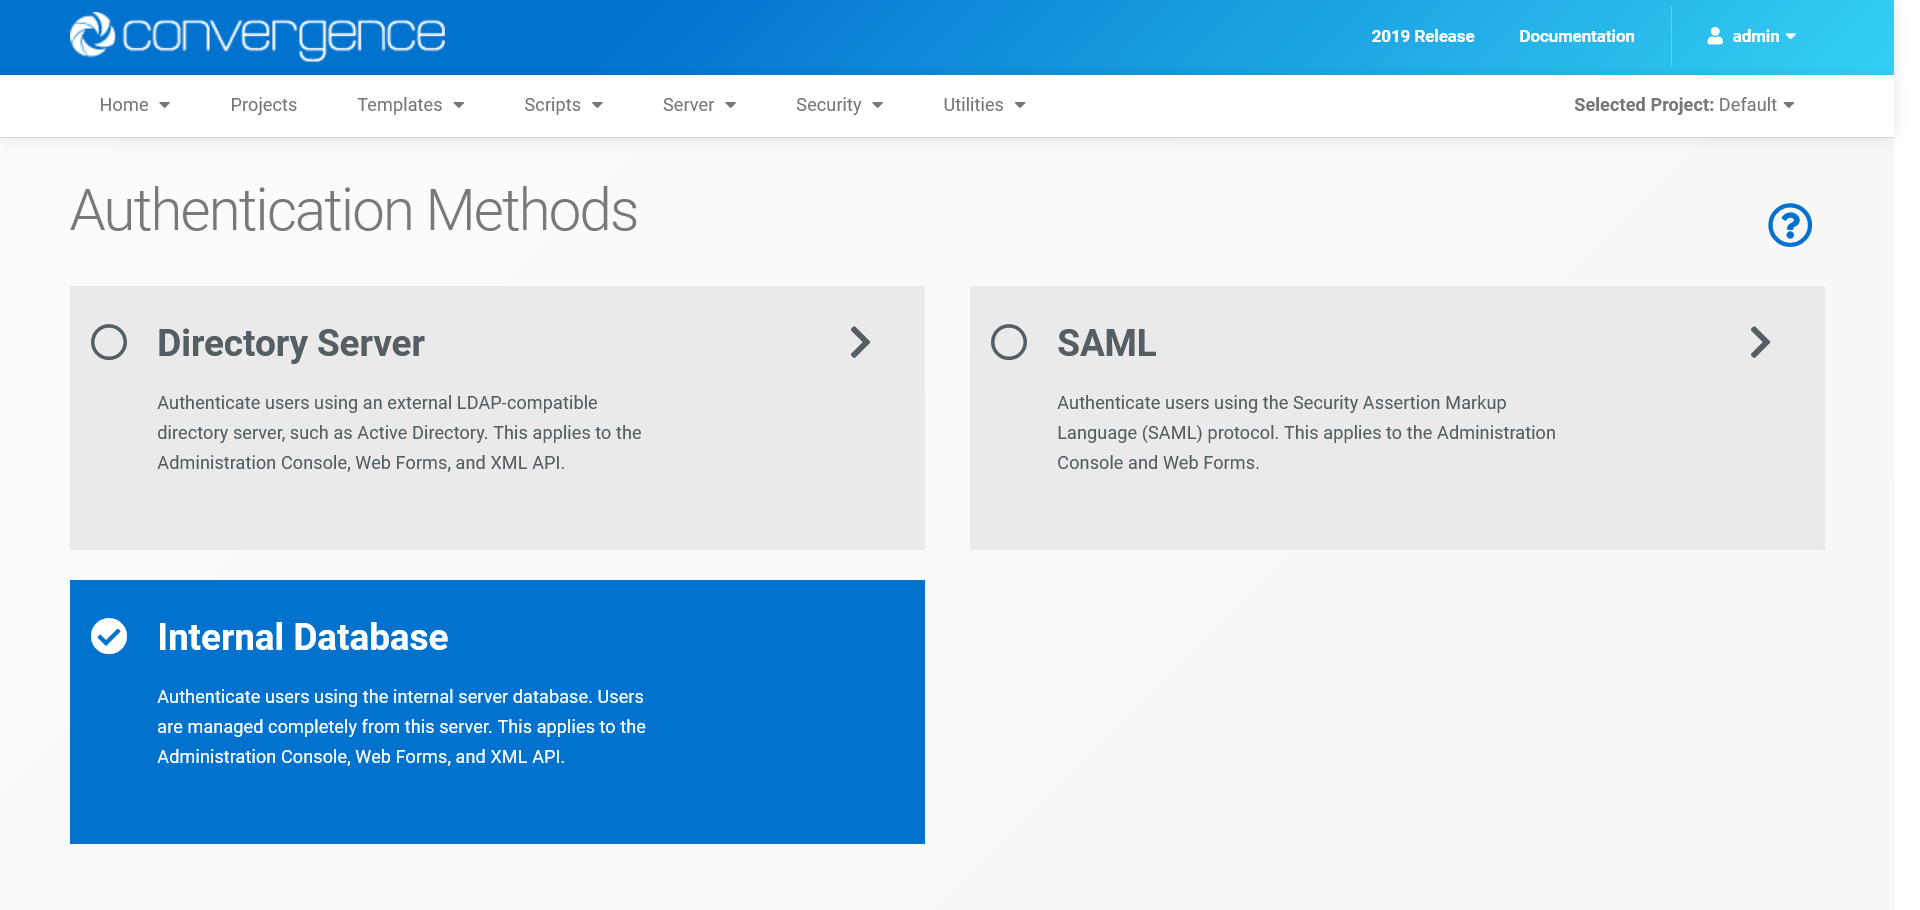 convergence
2019 Release Documentation admin
Home Projects Templates Scripts Server Security Utilities Selected Project: Default
Authentication Methods
Directory Server
Authenticate users using an external LDAP-compatible
directory server, such as Active Directory. This applies to the
Administration Console, Web Forms, and XML API.
SAML
Authenticate users using the Security Assertion Markup
Language (SAML) protocol. This applies to the Administration
Console and Web Forms.
Internal Database
Authenticate users using the internal server database. Users
are managed completely from this server. This applies to the
Administration Console, Web Forms, and XML API.